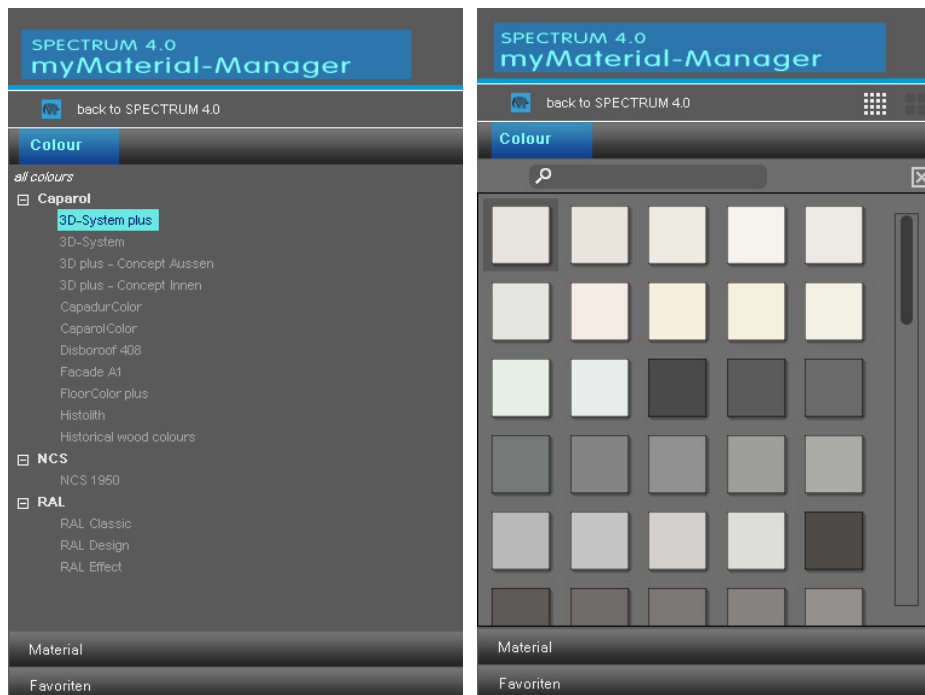 SPECTRUM 4.0
myMaterial-Manager
back to SPECTRUM 4.0
Colour
all colours
Caparol
3D-System plus
3D-System
3D plus - Concept Aussen
3D plus - Concept Innen
CapadurColor
CaparolColor
Disboroof 408
Facade A1
FloorColor plus
Histolith
Historical wood colours
NCS
NCS 1950
RAL
RAL Classic
RAL Design
RAL Effect
Material
Favoriten
SPECTRUM 4.0
myMaterial-Manager
back to SPECTRUM 4.0
Colour
Material
Favoriten